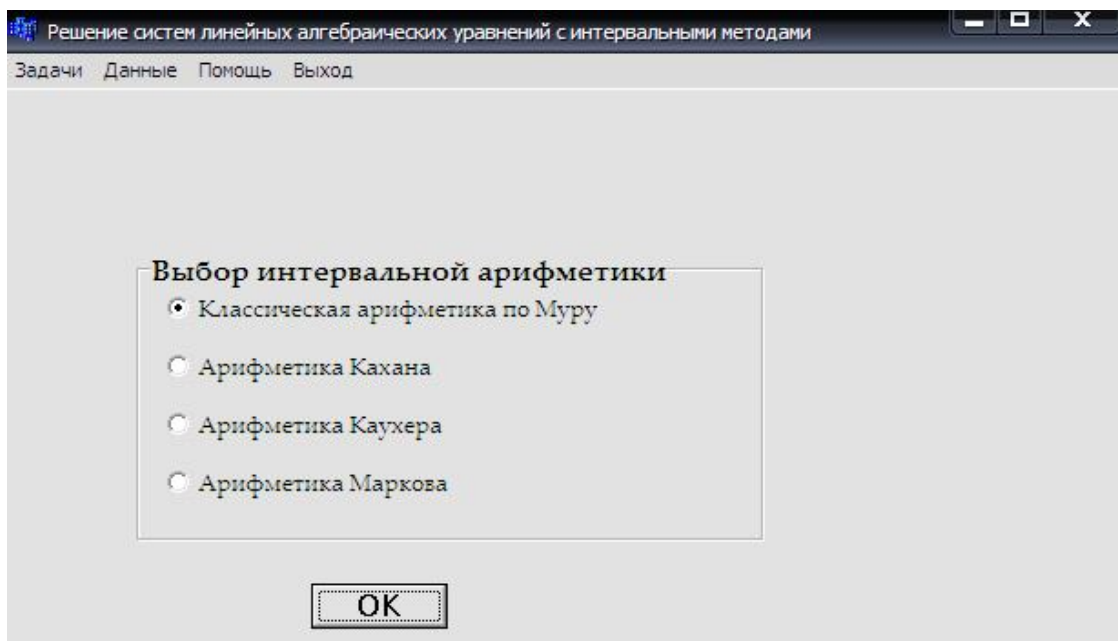 Решение систем линейных алгебраических уравнений с интервальными методами
Задачи Данные Помощь Выход
Выбор интервальной арифметики
Классическая арифметика по Муру
Арифметика Кахана
Арифметика Каухера
Арифметика Маркова
OK